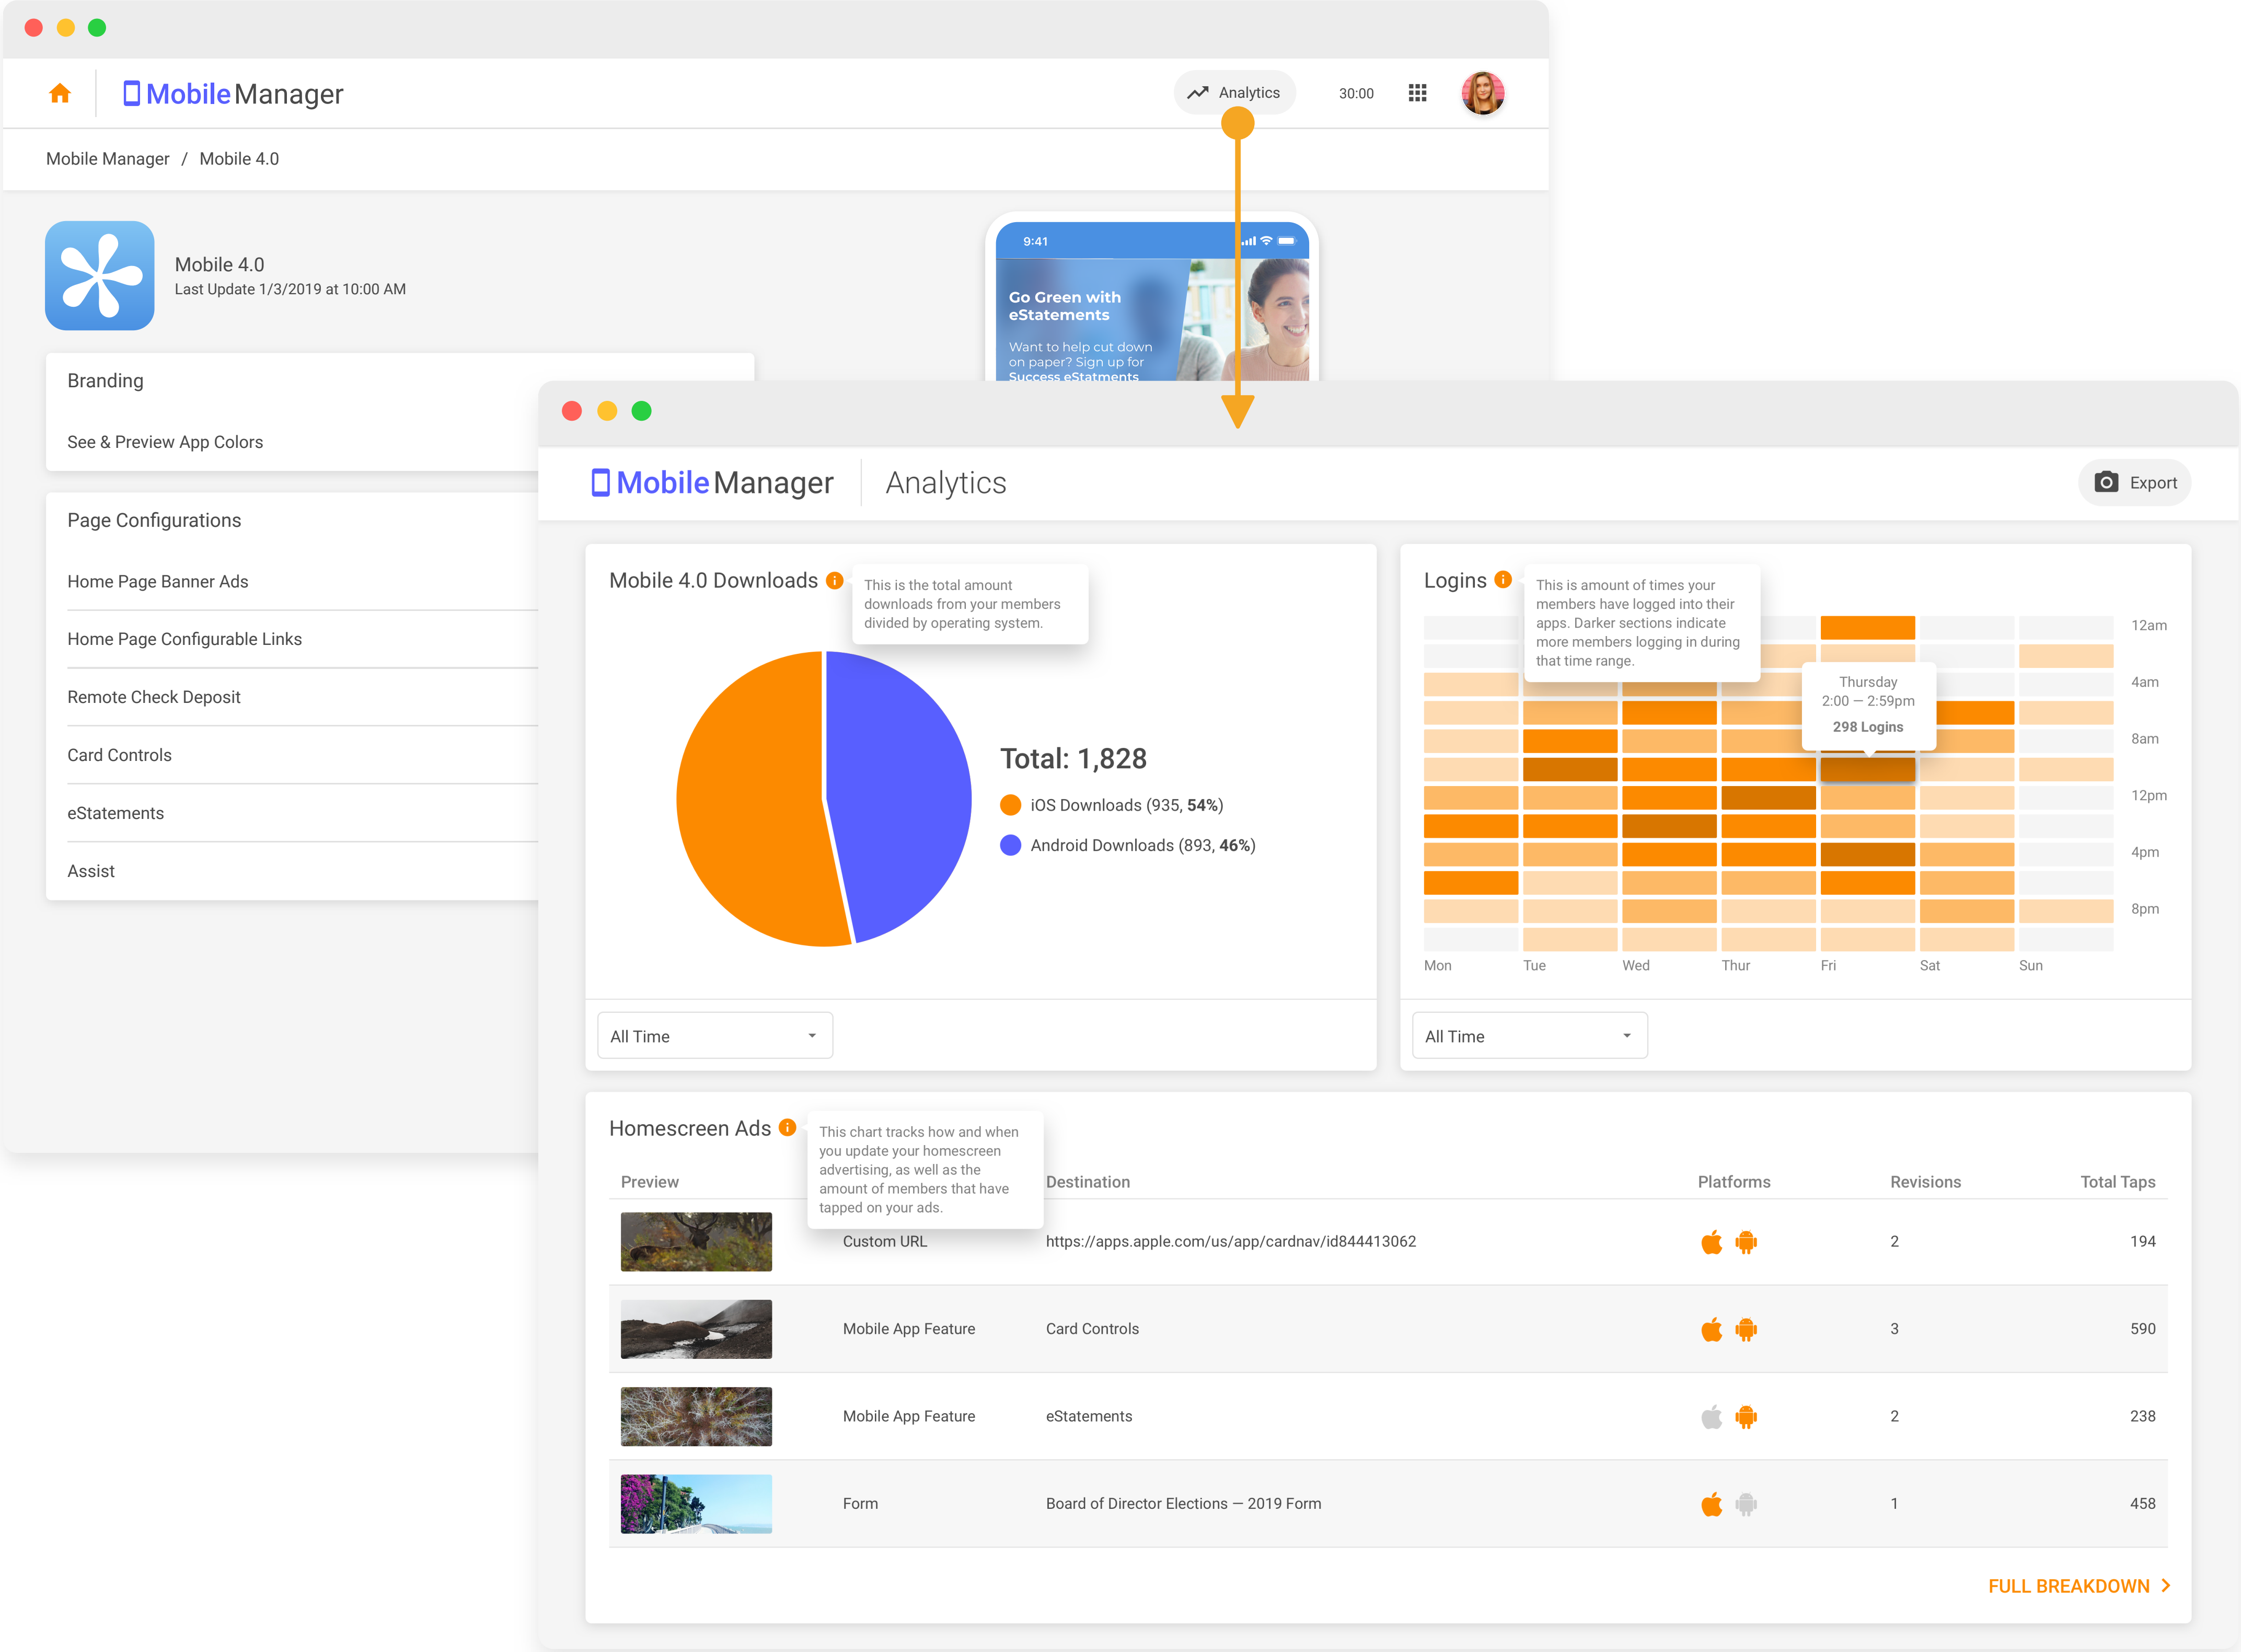 MobileManager
Analytics
30:00
Mobile Manager / Mobile 4.0
Mobile 4.0
Last Update 1/3/2019 at 10:00 AM
9:41
Go Green with
eStatements
Want to help cut down
on paper? Sign up for
Success eStatments
Branding
See & Preview App Colors
Page Configurations
Home Page Banner Ads
Home Page Configurable Links
Remote Check Deposit
Card Controls
eStatements
Assist
MobileManager
Analytics
Export
Mobile 4.0 Downloads
This is the total amount
downloads from your members
divided by operating system.
Total: 1,828
iOS Downloads (935, 54%)
Android Downloads (893, 46%)
All Time
Logins
This is amount of times your
members have logged into their
apps. Darker sections indicate
more members logging in during
that time range.
Thursday
2:00 — 2:59pm
298 Logins
12am
4am
8am
12pm
4pm
8pm
Mon Tue Wed Thur Fri Sat Sun
All Time
Homescreen Ads
This chart tracks how and when
you update your homescreen
advertising, as well as the
amount of members that have
tapped on your ads.
Preview Destination Platforms Revisions Total Taps
Custom URL https://apps.apple.com/us/app/cardnav/id844413062 2 194
Mobile App Feature Card Controls 3 590
Mobile App Feature eStatements 2 238
Form Board of Director Elections — 2019 Form 1 458
FULL BREAKDOWN